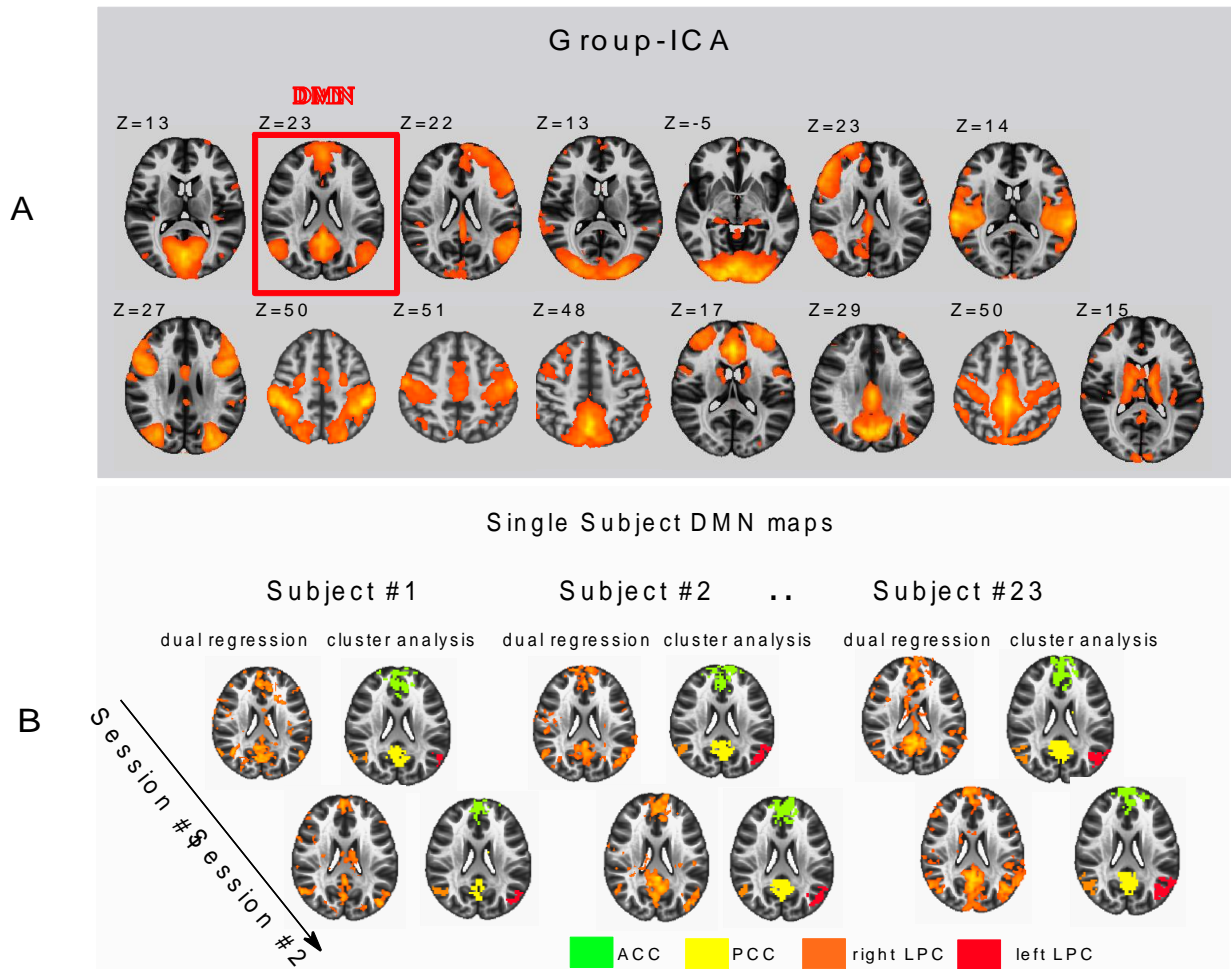 Group-ICA
DMN
Z=13 Z=23 Z=22 Z=13 Z=-5 Z=23 Z=14
A
Z=27 Z=50 Z=51 Z=48 Z=17 Z=29 Z=50 Z=15
Single Subject DMN maps
Subject #1 Subject #2 .. Subject #23
dual regression cluster analysis dual regression cluster analysis dual regression cluster analysis
B
Session #
Session #2
ACC PCC right LPC left LPC